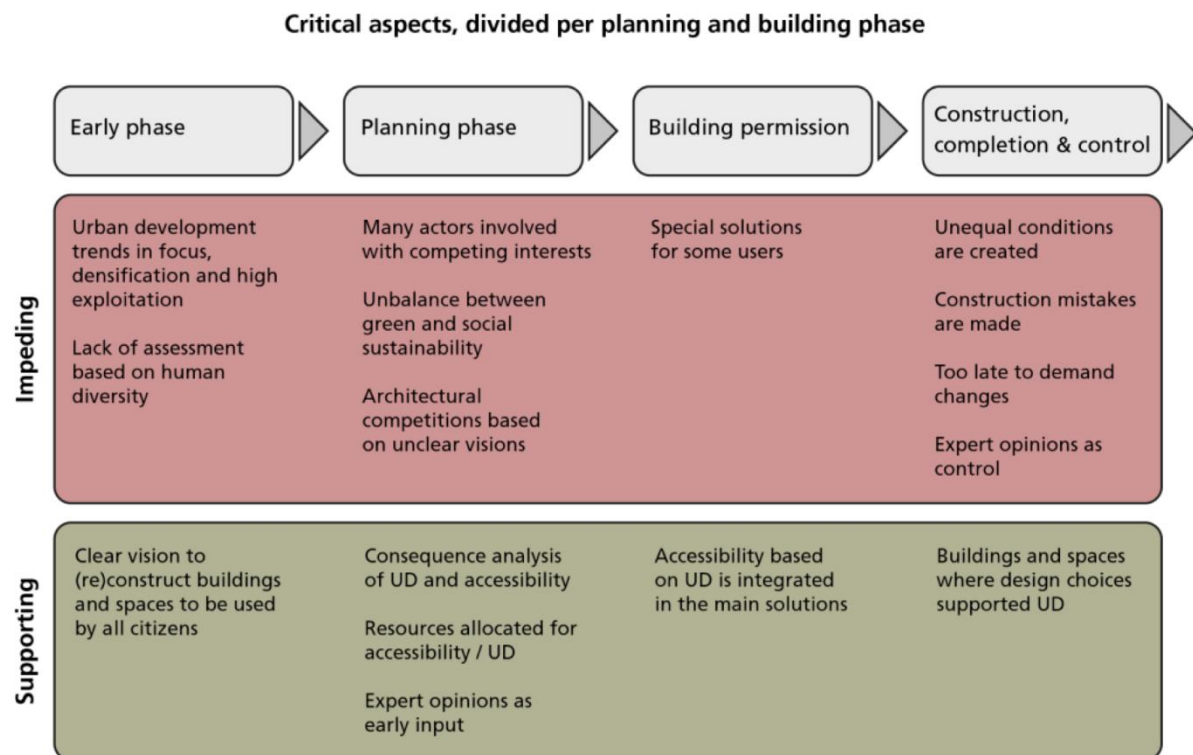 Critical aspects, divided per planning and building phase
Early phase
Planning phase
Building permission
Construction,
completion & control
Impeding
Urban development
trends in focus,
densification and high
exploitation
Lack of assessment
based on human
diversity
Many actors involved
with competing interests
Unbalance between
green and social
sustainability
Architectural
competitions based
on unclear visions
Special solutions
for some users
Unequal conditions
are created
Construction mistakes
are made
Too late to demand
changes
Expert opinions as
control
Supporting
Clear vision to
(re)construct buildings
and spaces to be used
by all citizens
Consequence analysis
of UD and accessibility
Resources allocated for
accessibility / UD
Expert opinions as
early input
Accessibility based
on UD is integrated
in the main solutions
Buildings and spaces
where design choices
supported UD